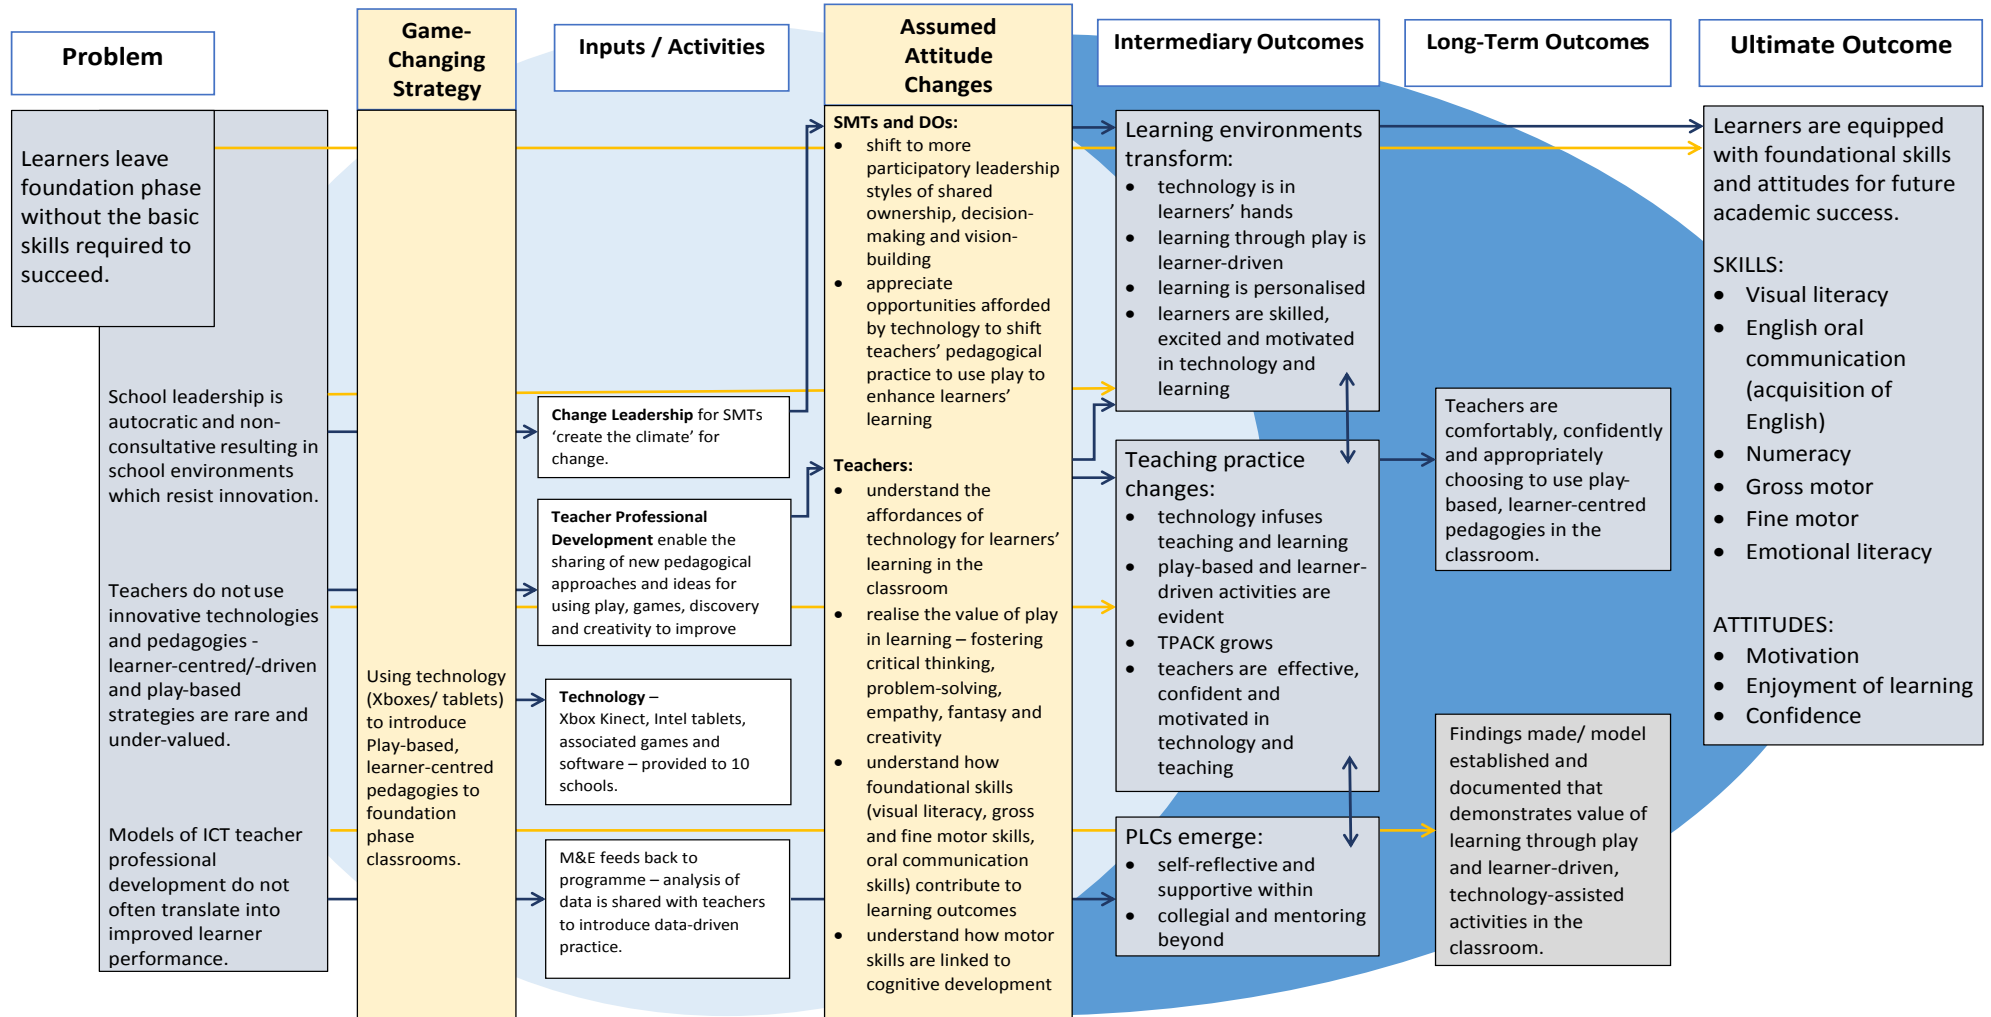 Problem
Learners leave
foundation phase
without the basic
skills required to
succeed.
School leadership is
autocratic and non-
consultative resulting in
school environments
which resist innovation.
Teachers do not use
innovative technologies
and pedagogies -
learner-centred/-driven
and play-based
strategies are rare and
under-valued.
Models of ICT teacher
professional
development do not
often translate into
improved learner
performance.
Game-
Changing
Strategy
Using technology
(Xboxes/ tablets)
to introduce
Play-based,
learner-centred
pedagogies to
foundation
phase
classrooms.
Inputs / Activities
Change Leadership for SMTs
‘create the climate’ for
change.
Teacher Professional
Development enable the
sharing of new pedagogical
approaches and ideas for
using play, games, discovery
and creativity to improve
Technology –
Xbox Kinect, Intel tablets,
associated games and
software – provided to 10
schools.
M&E feeds back to
programme – analysis of
data is shared with teachers
to introduce data-driven
practice.
Assumed
Attitude
Changes
SMTs and DOs:
• shift to more
participatory leadership
styles of shared
ownership, decision-
making and vision-
building
• appreciate
opportunities afforded
by technology to shift
teachers’ pedagogical
practice to use play to
enhance learners’
learning
Teachers:
• understand the
affordances of
technology for learners’
learning in the
classroom
• realise the value of play
in learning – fostering
critical thinking,
problem-solving,
empathy, fantasy and
creativity
• understand how
foundational skills
(visual literacy, gross
and fine motor skills,
oral communication
skills) contribute to
learning outcomes
• understand how motor
skills are linked to
cognitive development
Intermediary Outcomes
Learning environments
transform:
• technology is in
learners’ hands
• learning through play is
learner-driven
• learning is personalised
• learners are skilled,
excited and motivated
in technology and
learning
Teaching practice
changes:
• technology infuses
teaching and learning
• play-based and learner-
driven activities are
evident
• TPACK grows
• teachers are effective,
confident and
motivated in
technology and
teaching
PLCs emerge:
• self-reflective and
supportive within
• collegial and mentoring
beyond
Long-Term Outcomes
Teachers are
comfortably, confidently
and appropriately
choosing to use play-
based, learner-centred
pedagogies in the
classroom.
Findings made/ model
established and
documented that
demonstrates value of
learning through play
and learner-driven,
technology-assisted
activities in the
classroom.
Ultimate Outcome
Learners are equipped
with foundational skills
and attitudes for future
academic success.
SKILLS:
• Visual literacy
• English oral
communication
(acquisition of
English)
• Numeracy
• Gross motor
• Fine motor
• Emotional literacy
ATTITUDES:
• Motivation
• Enjoyment of learning
• Confidence